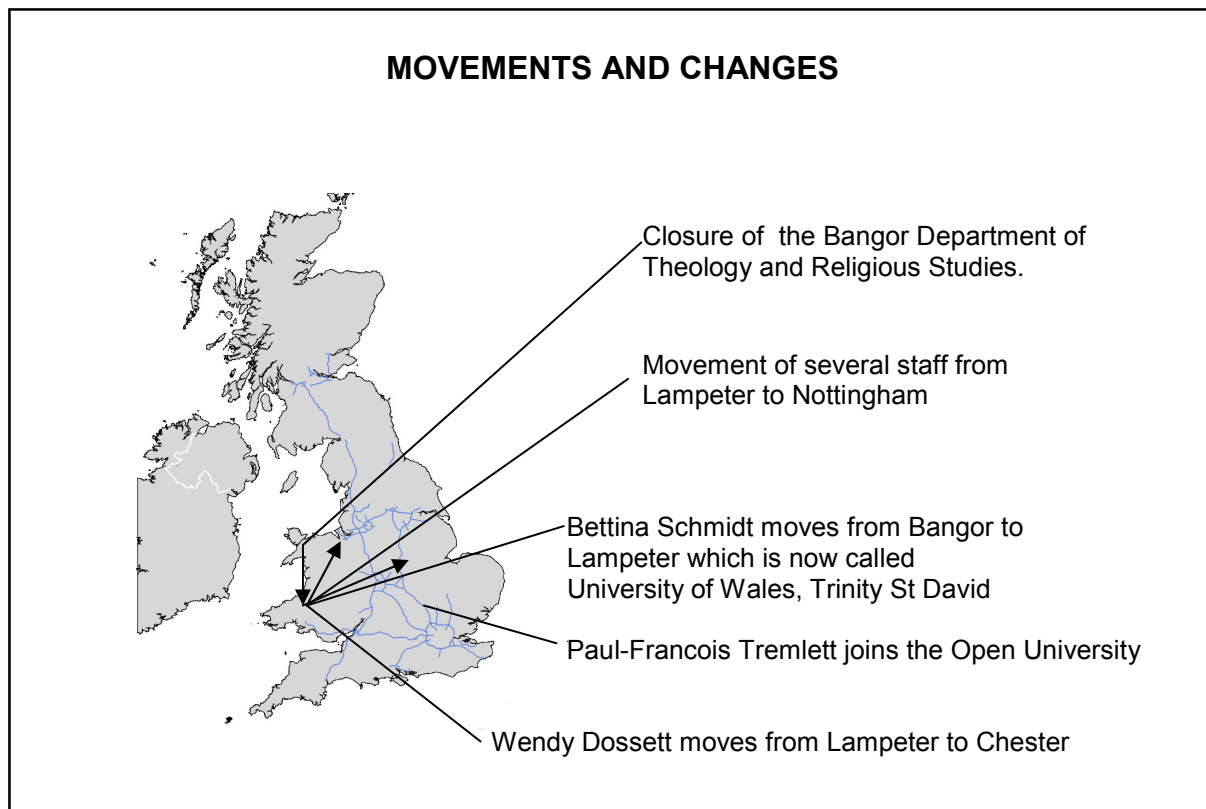 MOVEMENTS AND CHANGES
Closure of the Bangor Department of
Theology and Religious Studies.
Movement of several staff from
Lampeter to Nottingham
Bettina Schmidt moves from Bangor to
Lampeter which is now called
University of Wales, Trinity St David
Paul-Francois Tremlett joins the Open University
Wendy Dossett moves from Lampeter to Chester